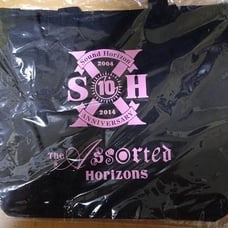 Sound Horizon
2004
S 10 H
2014
ANNIVERSARY
The Assorted
Horizons